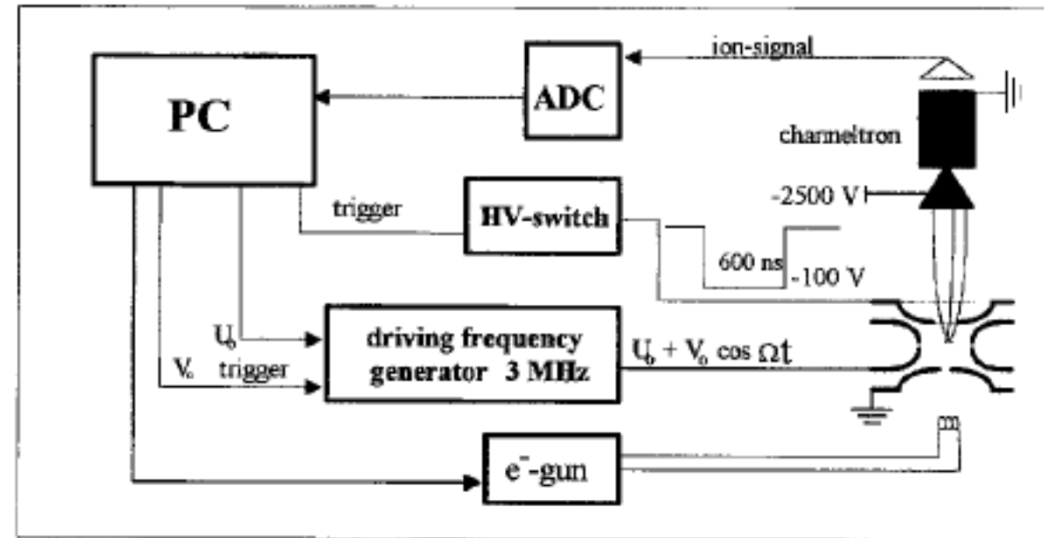 ion-signal
PC
ADC
channeltron
trigger
HV-switch
-2500 V
600 ns
-100 V
U₀
driving frequency
generator 3 MHz
U₀ + V₀ cos Ωt
V₀ trigger
e⁻-gun